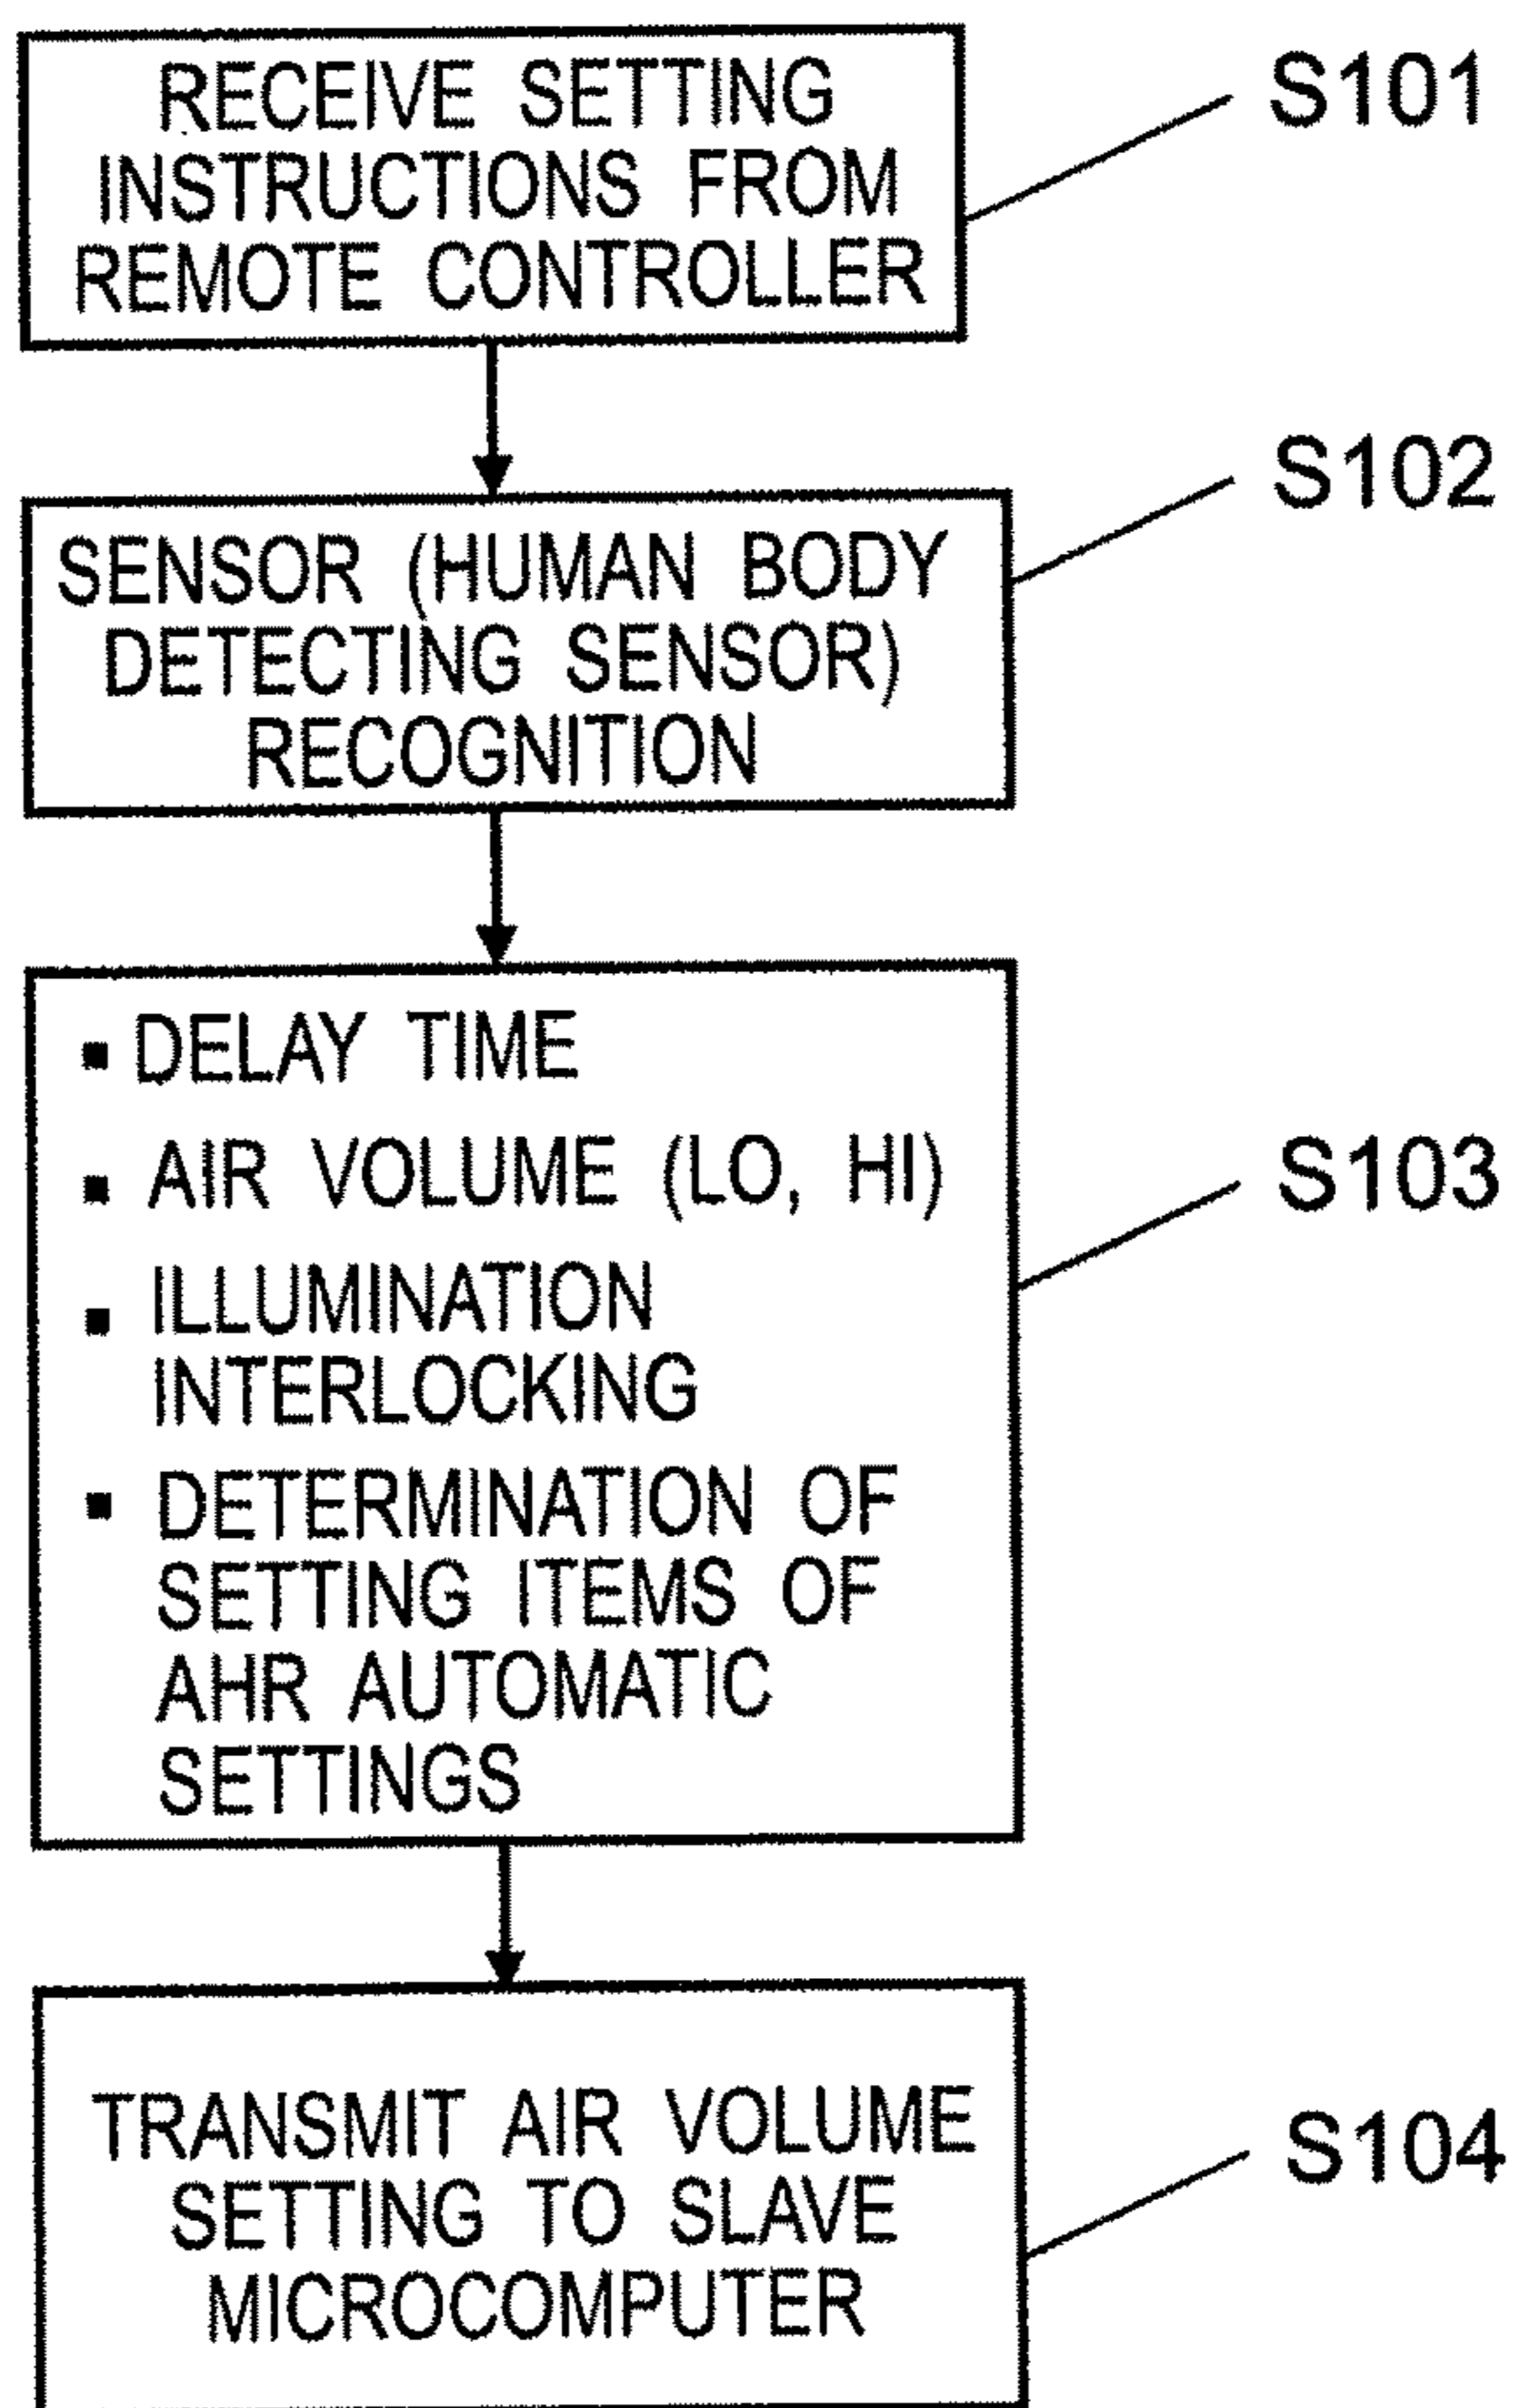 RECEIVE SETTING
INSTRUCTIONS FROM
REMOTE CONTROLLER
S101
SENSOR (HUMAN BODY
DETECTING SENSOR)
RECOGNITION
S102
▪ DELAY TIME
▪ AIR VOLUME (LO, HI)
▪ ILLUMINATION
INTERLOCKING
▪ DETERMINATION OF
SETTING ITEMS OF
AHR AUTOMATIC
SETTINGS
S103
TRANSMIT AIR VOLUME
SETTING TO SLAVE
MICROCOMPUTER
S104